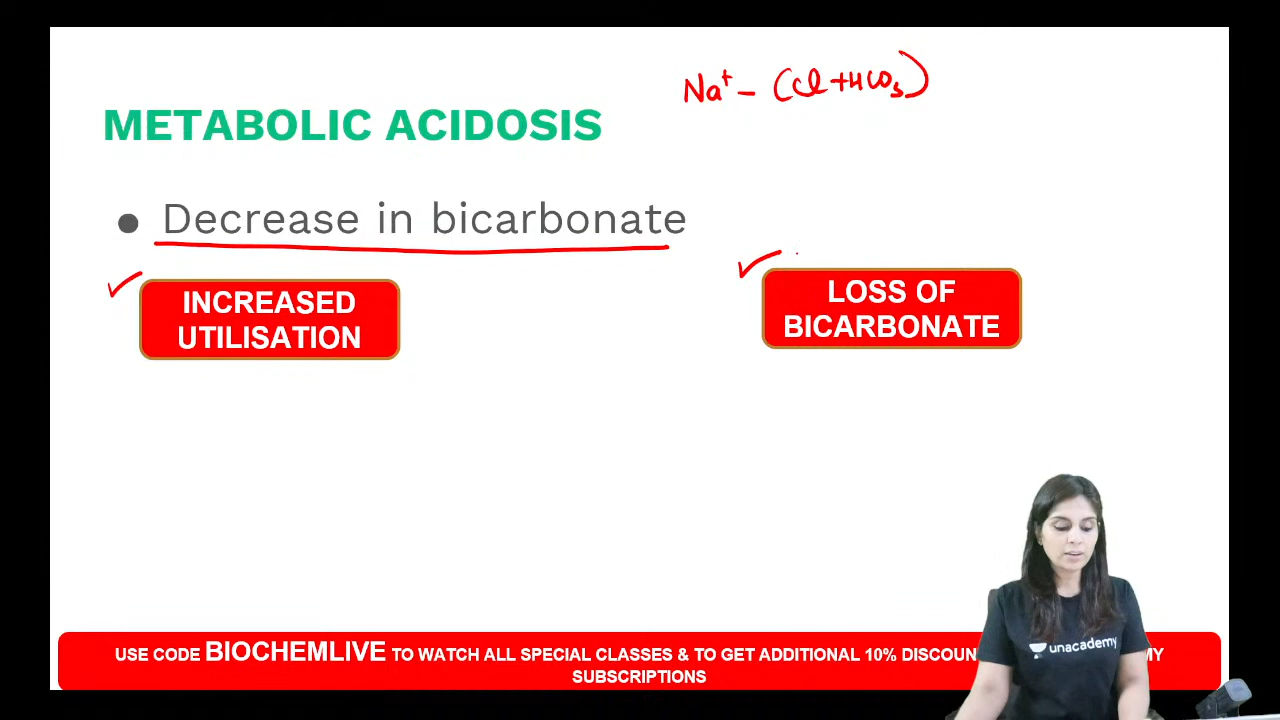 Na⁺ – (Cl + HCO₃)
METABOLIC ACIDOSIS
● Decrease in bicarbonate
INCREASED
UTILISATION
LOSS OF
BICARBONATE
unacademy
USE CODE BIOCHEMLIVE TO WATCH ALL SPECIAL CLASSES & TO GET ADDITIONAL 10% DISCOUN MY
SUBSCRIPTIONS